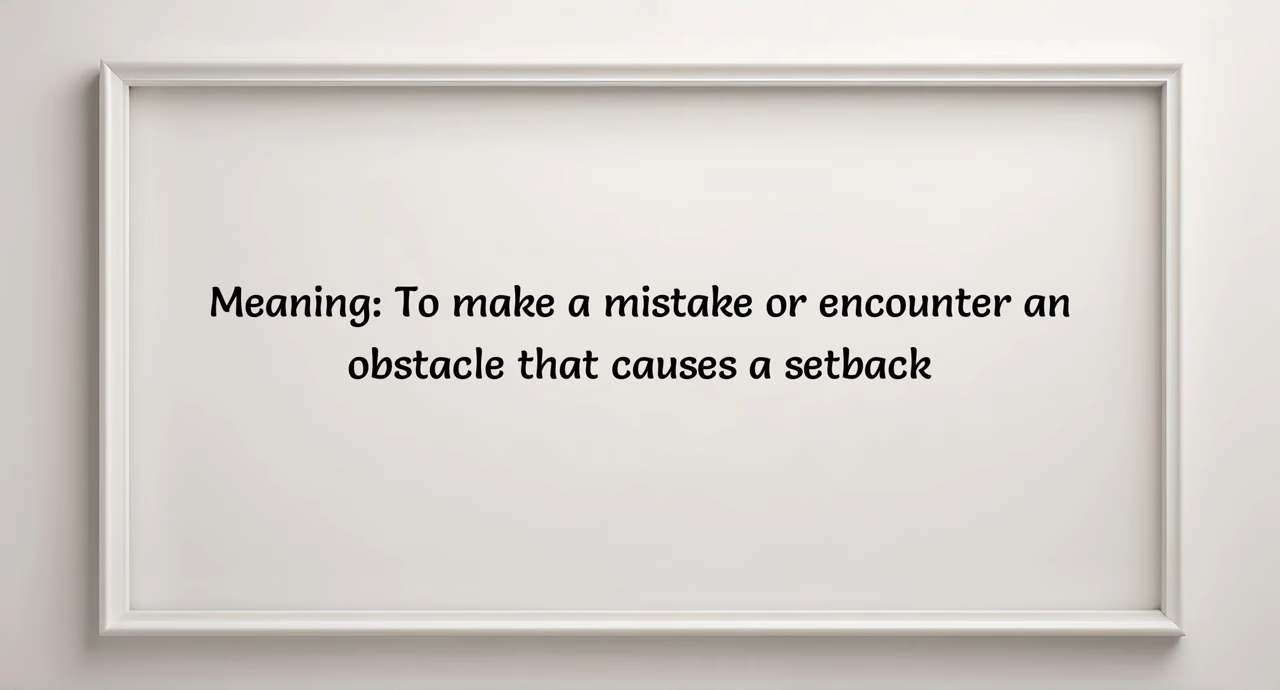 Meaning: To make a mistake or encounter an
obstacle that causes a setback